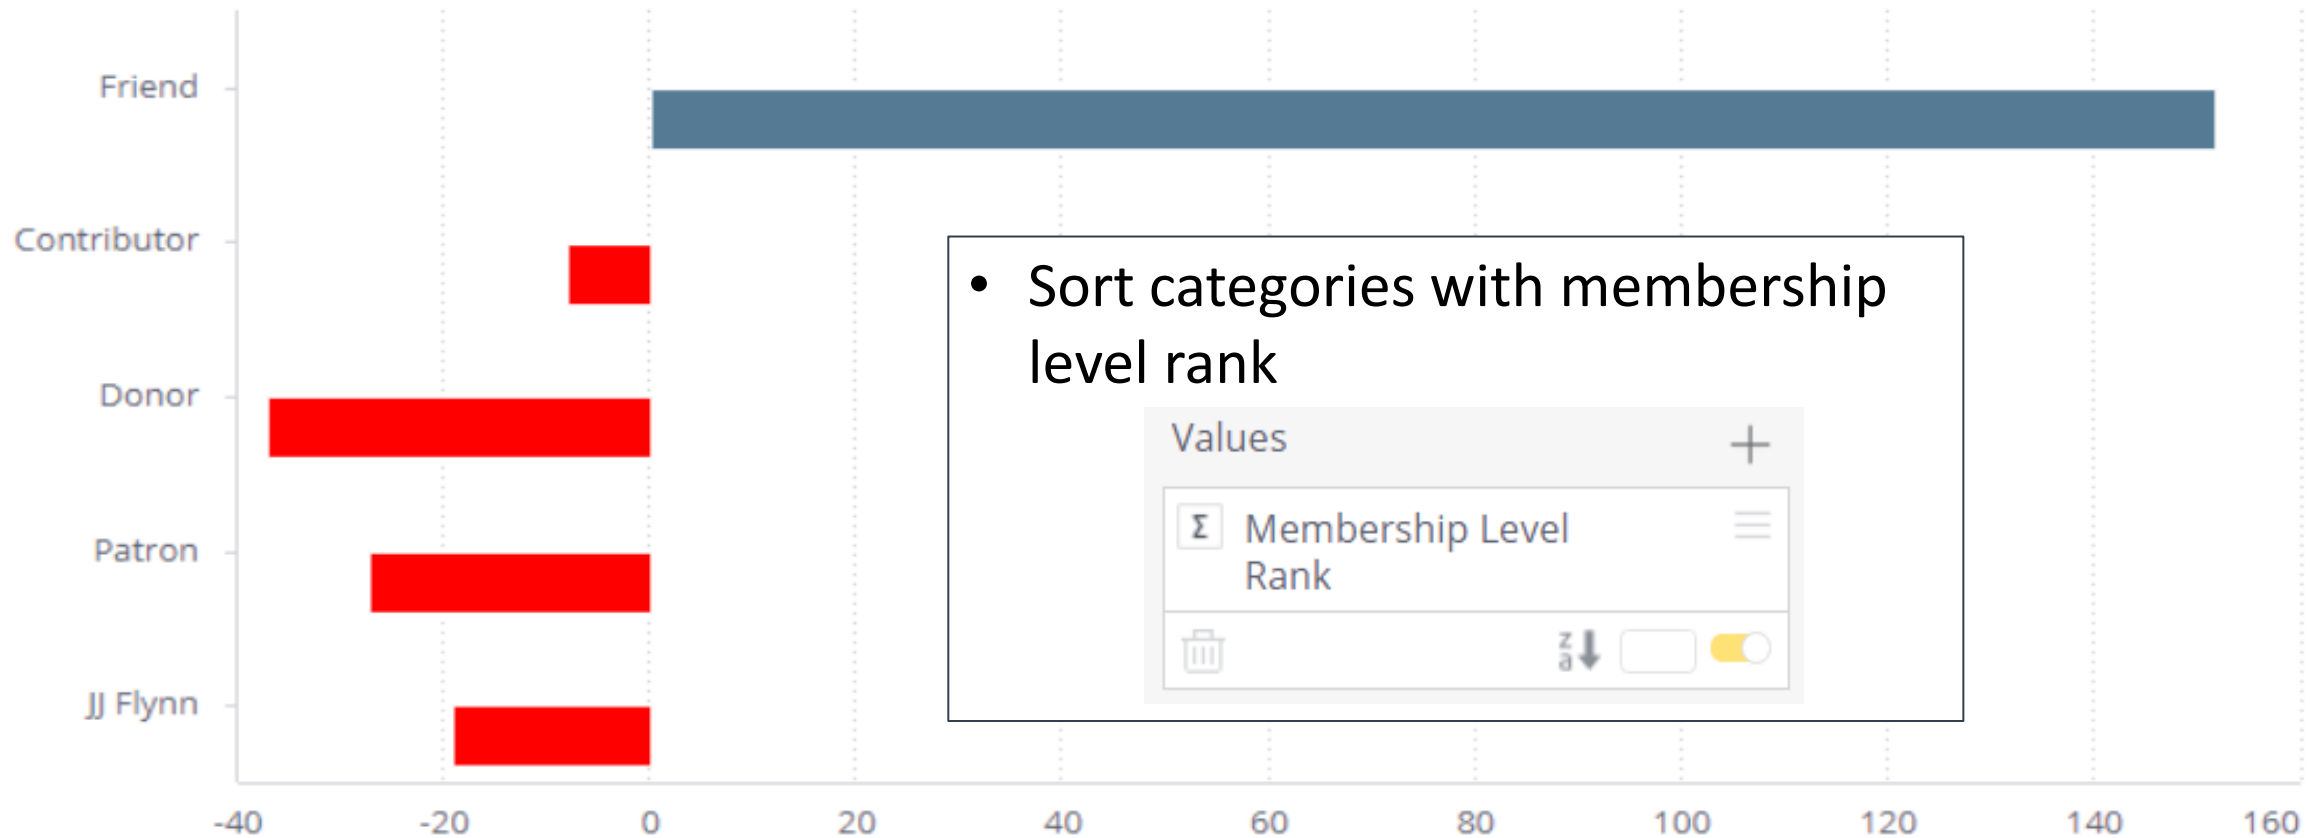 Friend
Contributor
Donor
Patron
JJ Flynn
• Sort categories with membership
level rank
Values
Σ Membership Level
Rank
z
a
-40 -20 0 20 40 60 80 100 120 140 160